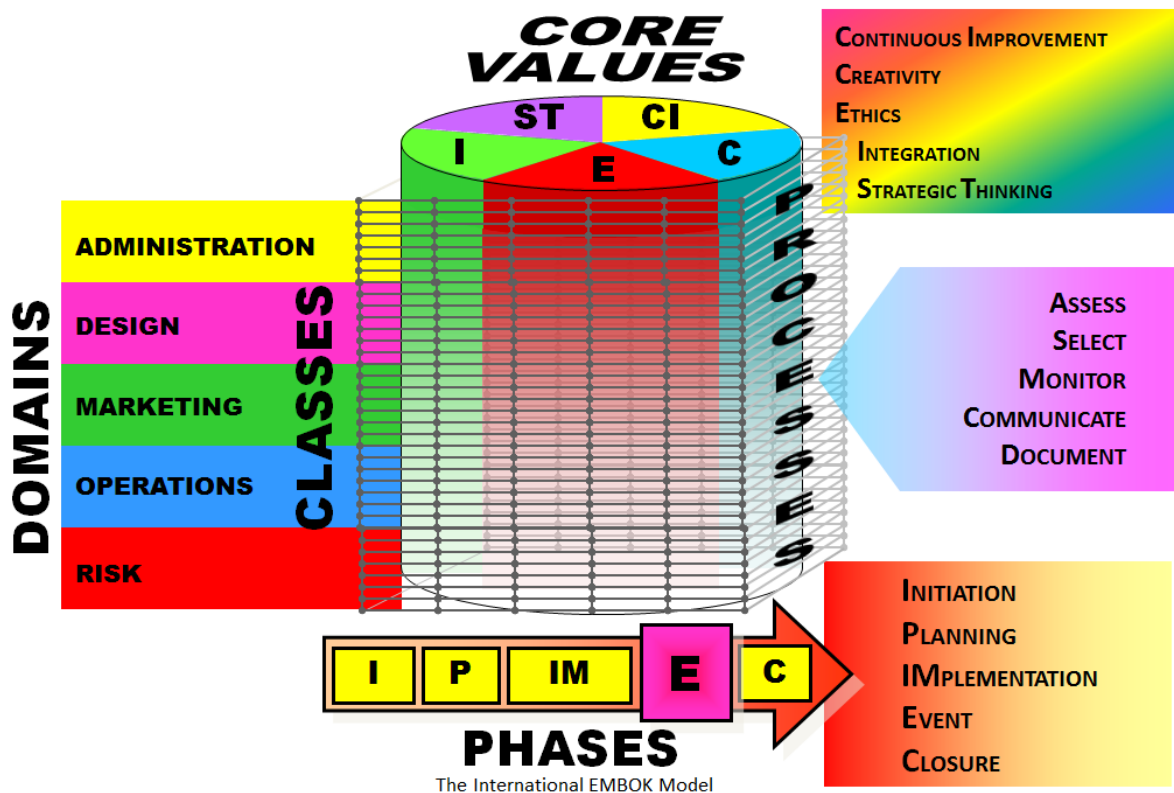 CORE
VALUES
ST
CI
I
E
C
CONTINUOUS IMPROVEMENT
CREATIVITY
ETHICS
INTEGRATION
STRATEGIC THINKING
DOMAINS
ADMINISTRATION
DESIGN
MARKETING
OPERATIONS
RISK
CLASSES
PROCESSES
ASSESS
SELECT
MONITOR
COMMUNICATE
DOCUMENT
I
P
IM
E
C
PHASES
The International EMBOK Model
INITIATION
PLANNING
IMPLEMENTATION
EVENT
CLOSURE